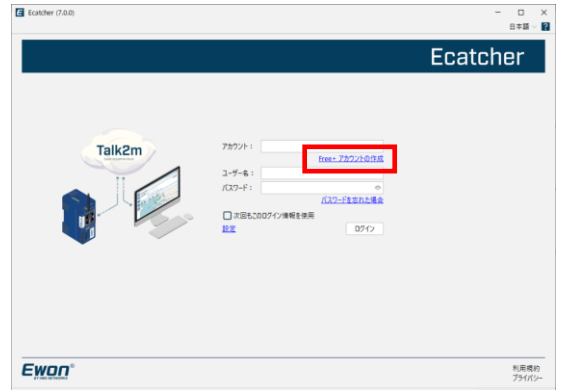 Ecatcher (7.0.0)
日本語
?
Ecatcher
Talk2m
アカウント：
Free+ アカウントの作成
ユーザー名：
パスワード：
パスワードを忘れた場合
次回もこのログイン情報を使用
設定
ログイン
Ewon®
BY HMS NETWORKS
利用規約
プライバシー